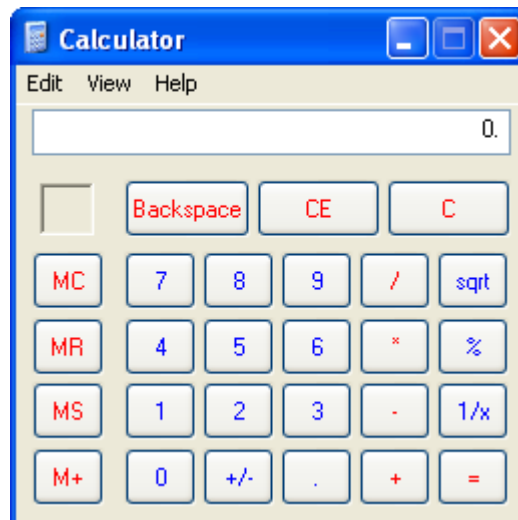 Calculator
Edit View Help
0.
Backspace CE C
MC 7 8 9 / sqrt
MR 4 5 6 * %
MS 1 2 3 - 1/x
M+ 0 +/- . + =